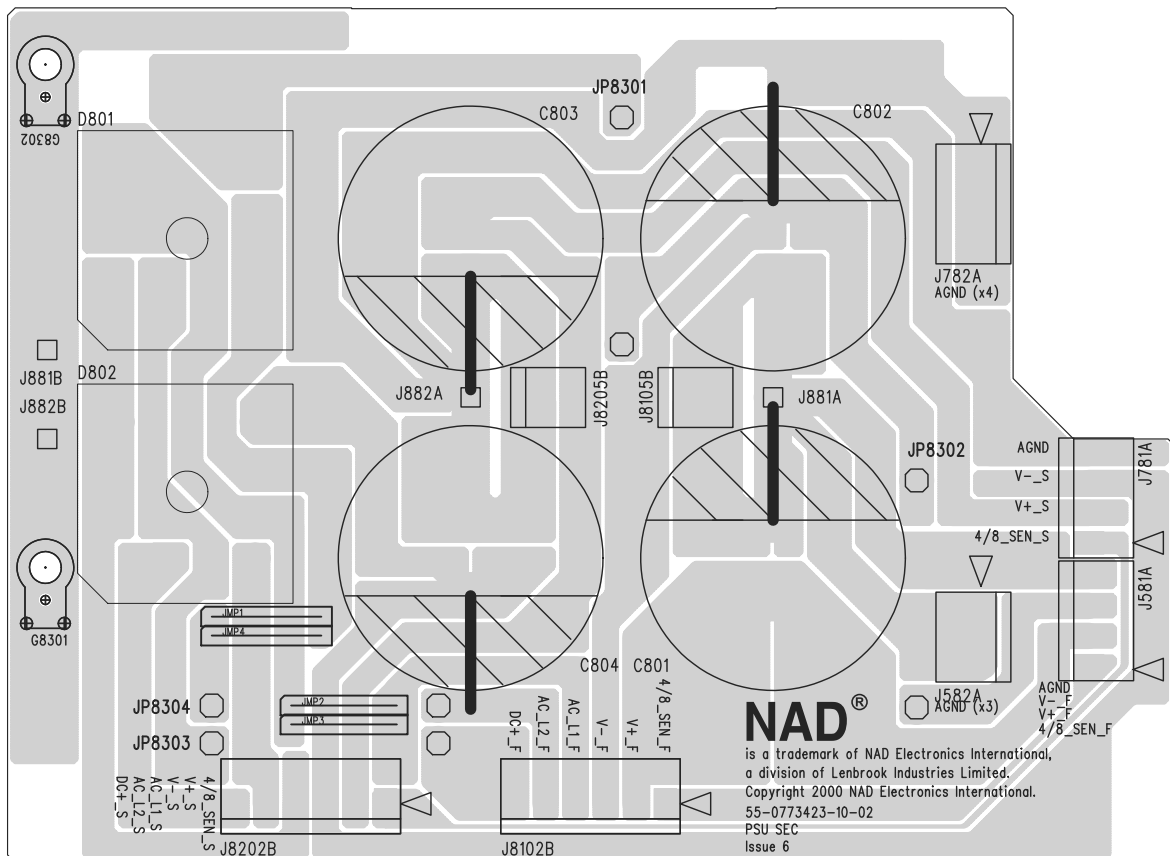 JP8301
C803
C802
G8302
D801
J782A
AGND (x4)
J881B
D802
J882B
J882A
J8205B
J8105B
J881A
JP8302
AGND
V-_S
V+_S
4/8_SEN_S
J781A
J581A
G8301
JMP1
JMP4
C804
C801
J582A
AGND (x3)
AGND
V-_F
V+_F
4/8_SEN_F
JP8304
JMP2
JMP3
JP8303
DC+_F
AC_L2_F
AC_L1_F
V-_F
V+_F
4/8_SEN_F
NAD®
is a trademark of NAD Electronics International,
a division of Lenbrook Industries Limited.
Copyright 2000 NAD Electronics International.
55-0773423-10-02
PSU SEC
Issue 6
DC+_S
AC_L2_S
AC_L1_S
V-_S
V+_S
4/8_SEN_S
J8202B
J8102B